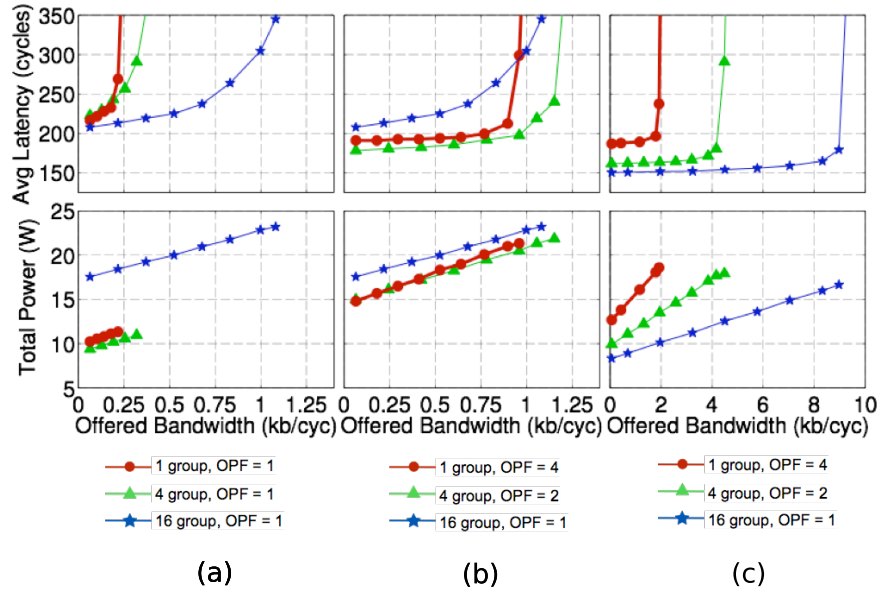 Avg Latency (cycles)
350
300
250
200
150
Total Power (W)
25
20
15
10
5
0 0.25 0.5 0.75 1 1.25
0 0.25 0.5 0.75 1 1.25
0 2 4 6 8 10
Offered Bandwidth (kb/cyc)
Offered Bandwidth (kb/cyc)
Offered Bandwidth (kb/cyc)
1 group, OPF = 1
4 group, OPF = 1
16 group, OPF = 1
1 group, OPF = 4
4 group, OPF = 2
16 group, OPF = 1
1 group, OPF = 4
4 group, OPF = 2
16 group, OPF = 1
(a)
(b)
(c)